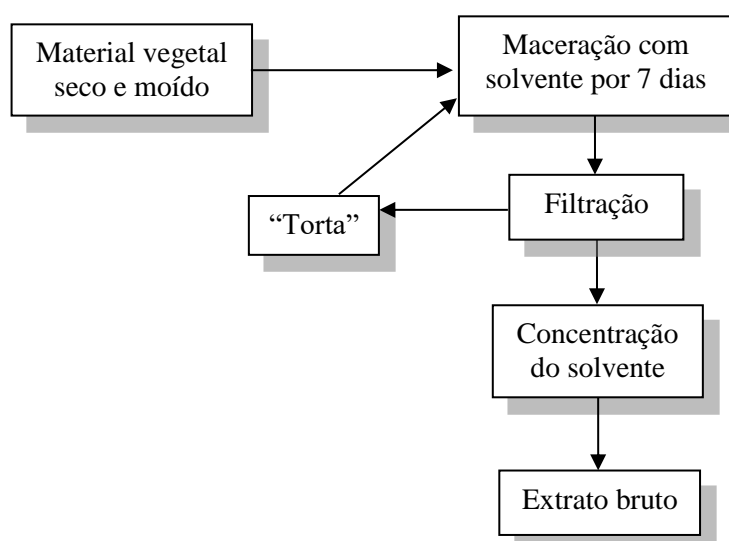 Material vegetal
seco e moído
Maceração com
solvente por 7 dias
“Torta”
Filtração
Concentração
do solvente
Extrato bruto